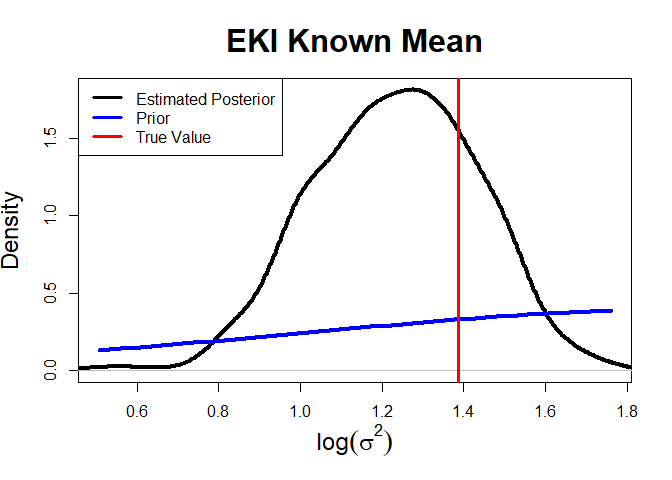 EKI Known Mean
Estimated Posterior
Prior
True Value
Density
0.0
0.5
1.0
1.5
0.6 0.8 1.0 1.2 1.4 1.6 1.8
log(σ²)